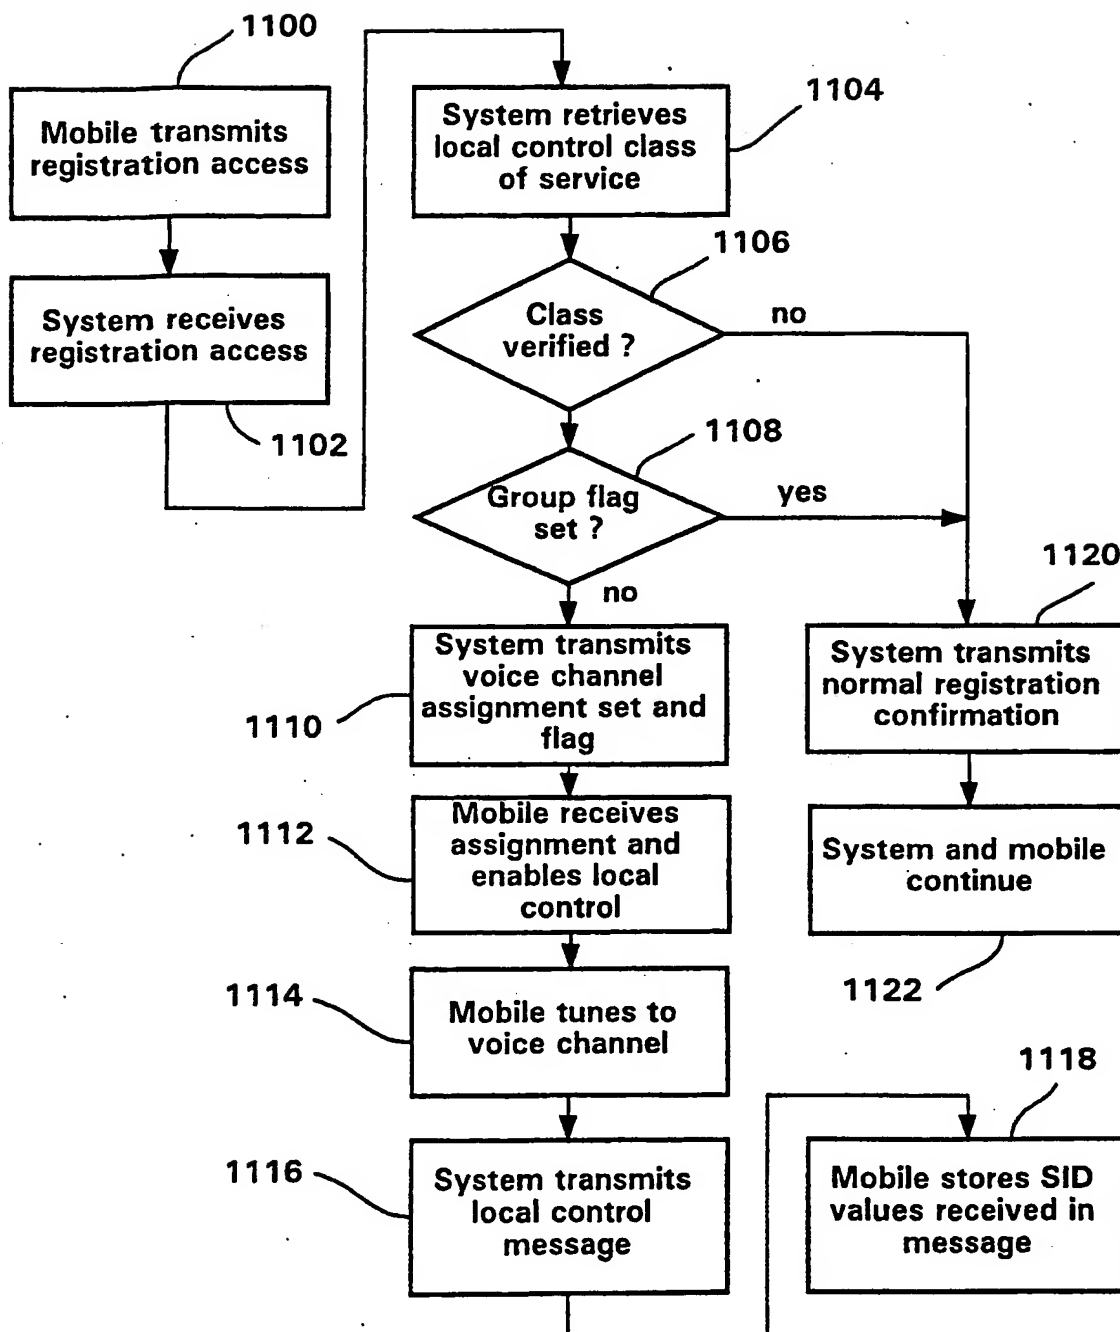 1100
Mobile transmits
registration access
System receives
registration access
1102
System retrieves
local control class
of service
1104
1106
Class
verified ?
no
1108
Group flag
set ?
yes
no
System transmits
voice channel
assignment set and
flag
1110
Mobile receives
assignment and
enables local
control
1112
1114
Mobile tunes to
voice channel
1116
System transmits
local control
message
1120
System transmits
normal registration
confirmation
System and mobile
continue
1122
1118
Mobile stores SID
values received in
message